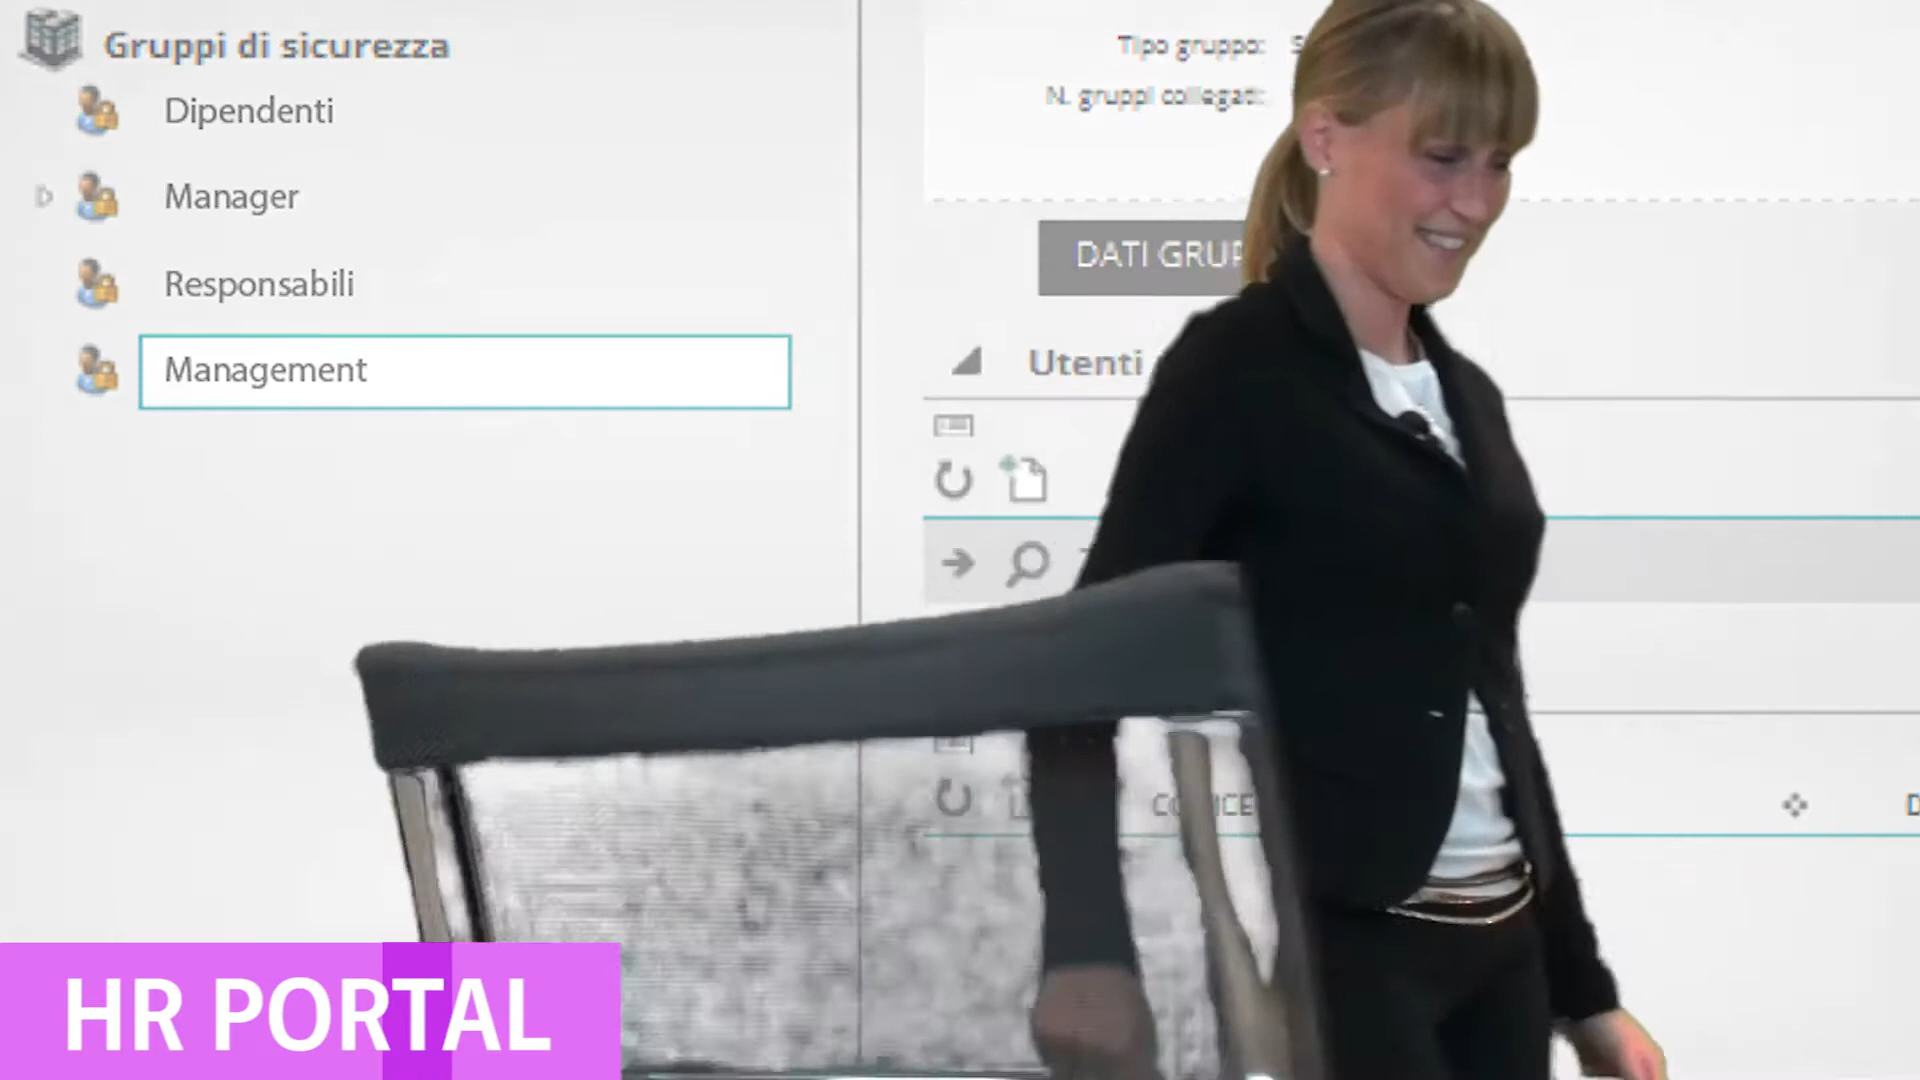 Gruppi di sicurezza
Dipendenti
Manager
Responsabili
Management
Tipo gruppo:
N. gruppi collegati:
DATI GRUP
Utenti
HR PORTAL